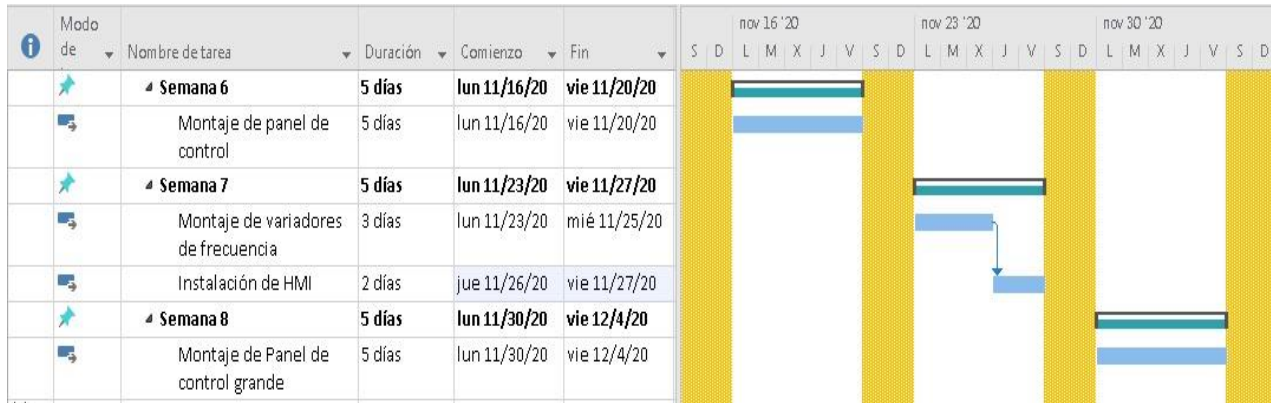 Modo
de
Nombre de tarea Duración Comienzo Fin
nov 16 '20 nov 23 '20 nov 30 '20
S D L M X J V S D L M X J V S D L M X J V S D
Semana 6 5 días lun 11/16/20 vie 11/20/20
Montaje de panel de 5 días lun 11/16/20 vie 11/20/20
control
Semana 7 5 días lun 11/23/20 vie 11/27/20
Montaje de variadores 3 días lun 11/23/20 mié 11/25/20
de frecuencia
Instalación de HMI 2 días jue 11/26/20 vie 11/27/20
Semana 8 5 días lun 11/30/20 vie 12/4/20
Montaje de Panel de 5 días lun 11/30/20 vie 12/4/20
control grande